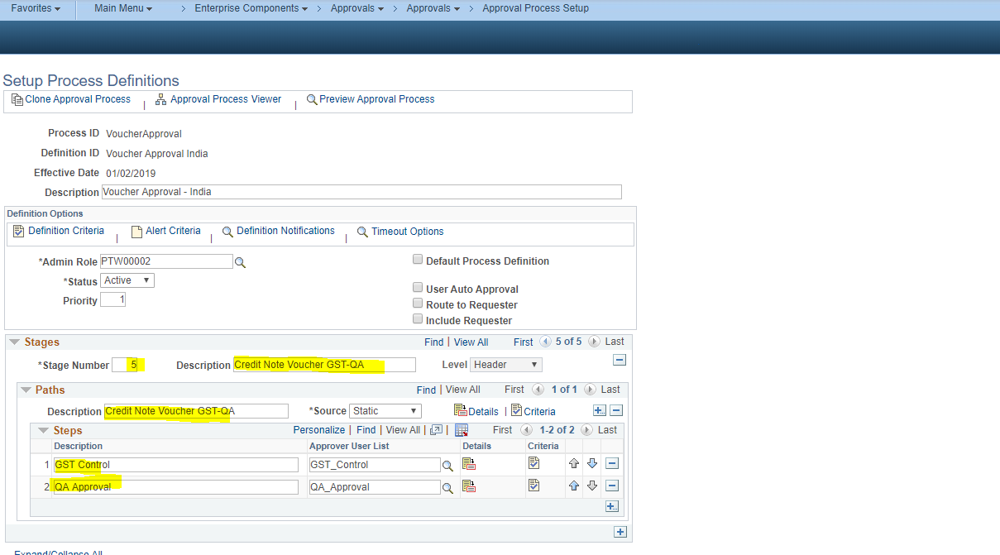 Favorites Main Menu > Enterprise Components > Approvals > Approvals > Approval Process Setup
Setup Process Definitions
Clone Approval Process | Approval Process Viewer | Preview Approval Process
Process ID VoucherApproval
Definition ID Voucher Approval India
Effective Date 01/02/2019
Description Voucher Approval - India
Definition Options
Definition Criteria | Alert Criteria | Definition Notifications | Timeout Options
*Admin Role PTW00002 Default Process Definition
*Status Active
User Auto Approval
Priority 1
Route to Requester
Include Requester
Stages Find | View All First 5 of 5 Last
*Stage Number 5 Description Credit Note Voucher GST-QA Level Header
Paths Find | View All First 1 of 1 Last
Description Credit Note Voucher GST-QA *Source Static Details | Criteria
Steps Personalize | Find | View All | | First 1-2 of 2 Last
Description Approver User List Details Criteria
1 GST Control GST_Control
2 QA Approval QA_Approval
Expand/Collapse All